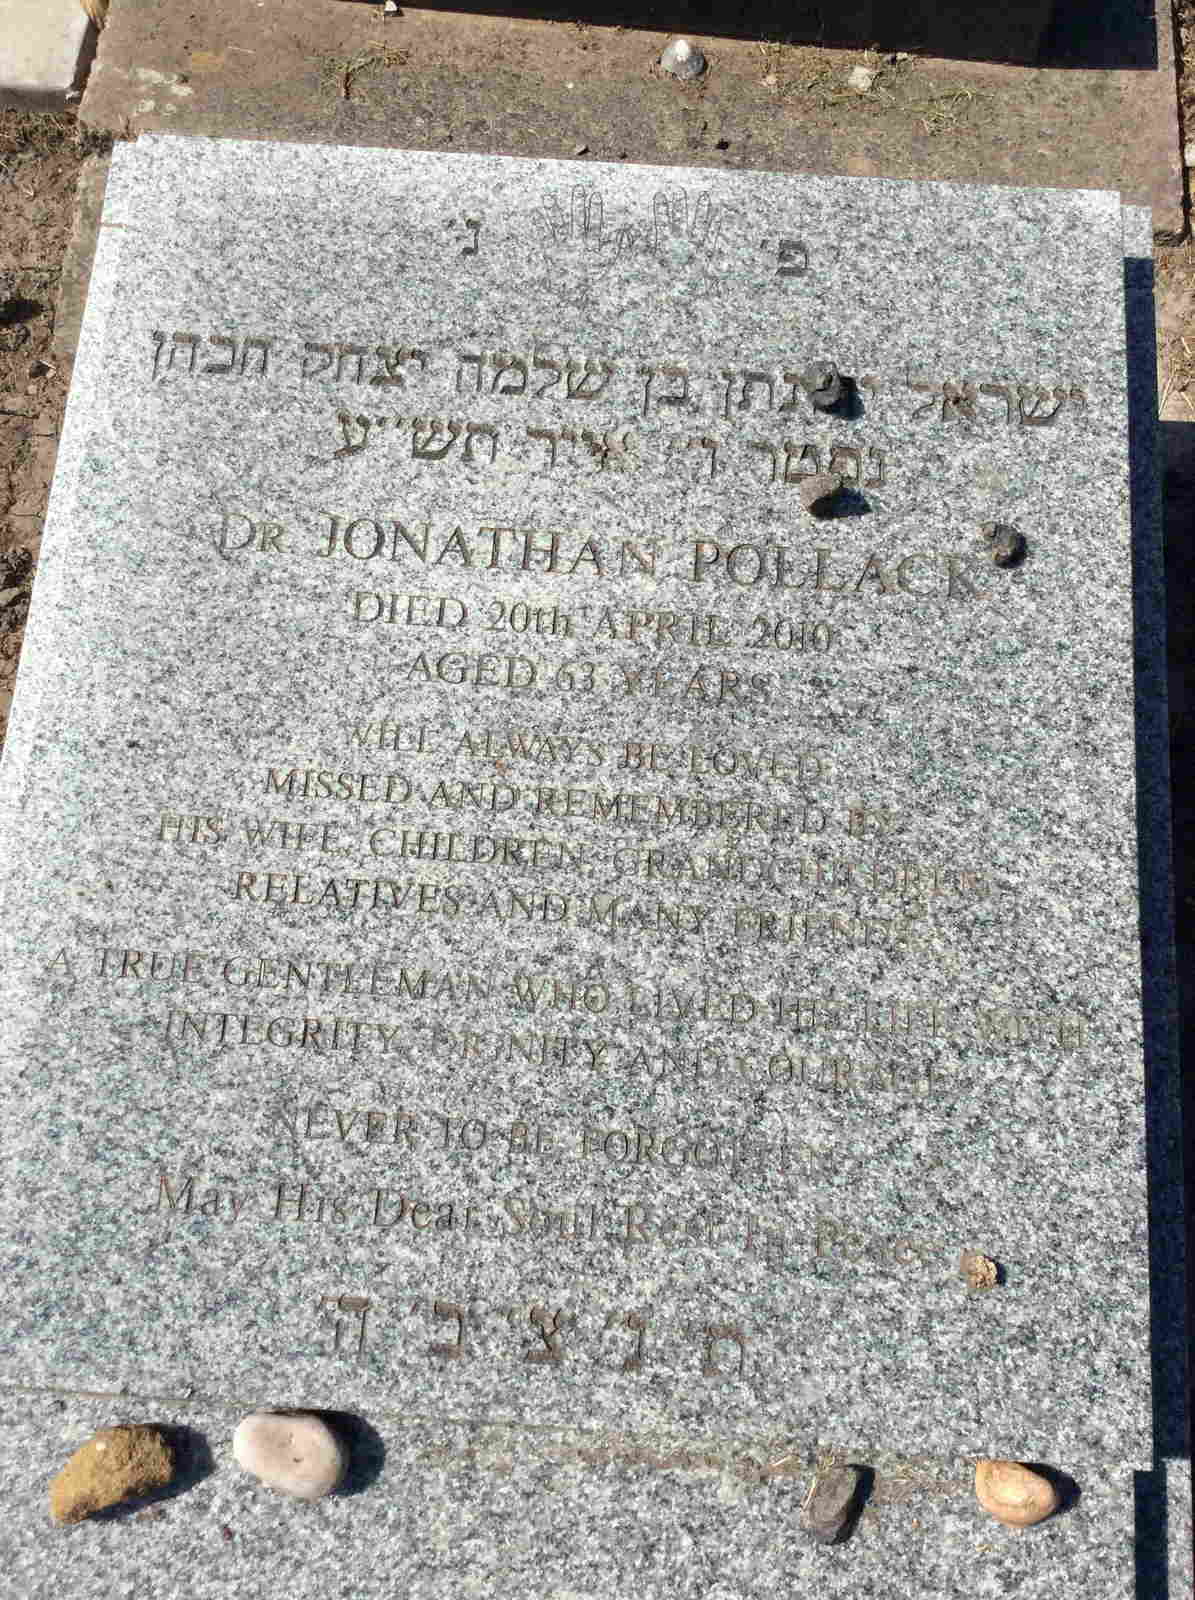 פ' נ'
ישראל יונתן בן שלמה יצחק הכהן
נפטר ו' אייר תש''ע
DR JONATHAN POLLACK
DIED 20th APRIL 2010
AGED 63 YEARS
WILL ALWAYS BE LOVED
MISSED AND REMEMBERED BY
HIS WIFE, CHILDREN, GRANDCHILDREN,
RELATIVES AND MANY FRIENDS.
A TRUE GENTLEMAN WHO LIVED HIS LIFE WITH
INTEGRITY, DIGNITY AND COURAGE
NEVER TO BE FORGOTTEN
May His Dear Soul Rest In Peace
ת' נ' צ' ב' ה'